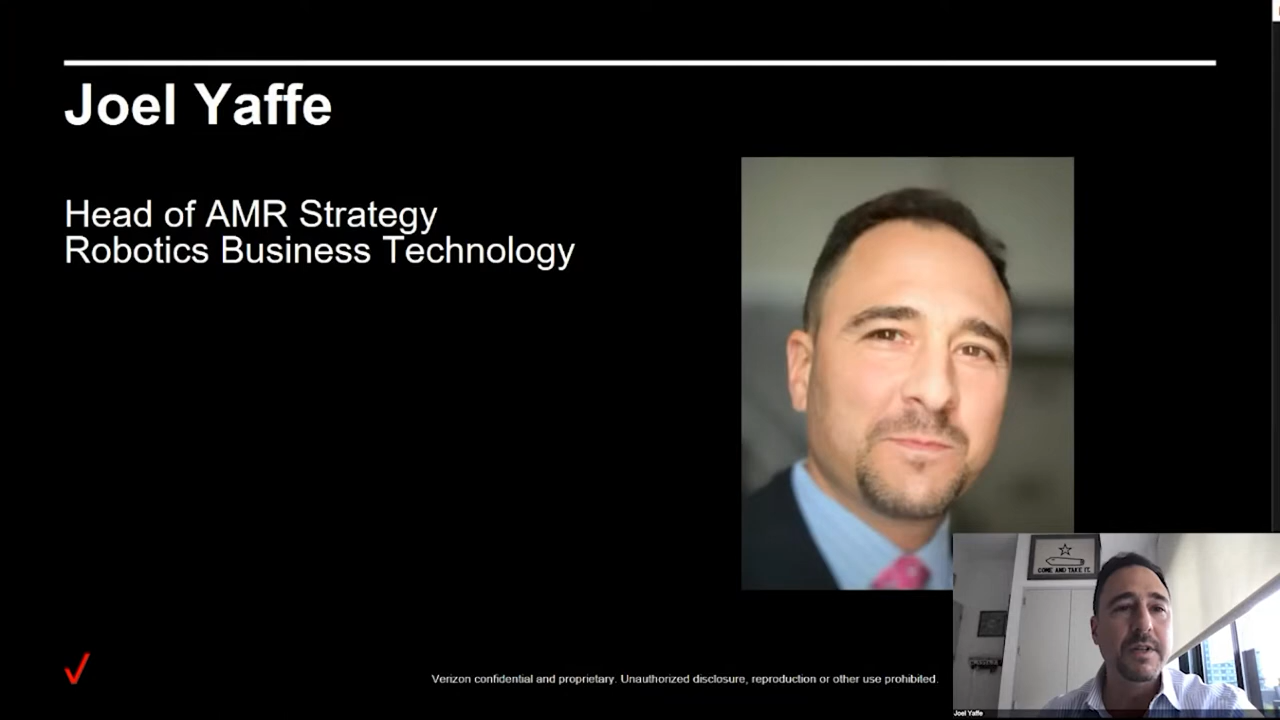 Joel Yaffe
Head of AMR Strategy
Robotics Business Technology
COME AND TAKE IT
Verizon confidential and proprietary. Unauthorized disclosure, reproduction or other use prohibited.
Joel Yaffe